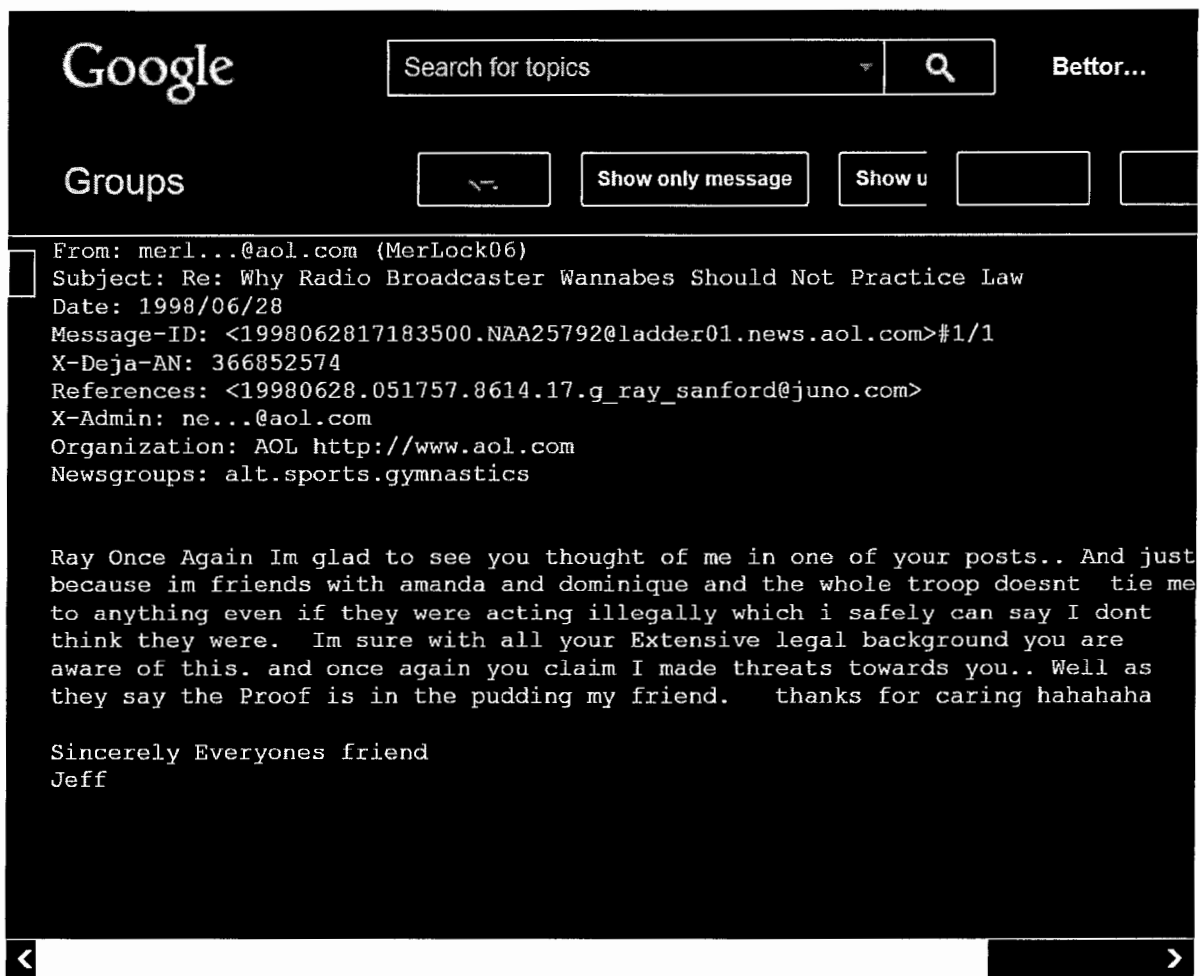 Google
Search for topics
Bettor...
Groups
Show only message
Show u
From: merl...@aol.com (MerLock06)
Subject: Re: Why Radio Broadcaster Wannabes Should Not Practice Law
Date: 1998/06/28
Message-ID: <1998062817183500.NAA25792@ladder01.news.aol.com>#1/1
X-Deja-AN: 366852574
References: <19980628.051757.8614.17.g_ray_sanford@juno.com>
X-Admin: ne...@aol.com
Organization: AOL http://www.aol.com
Newsgroups: alt.sports.gymnastics
Ray Once Again Im glad to see you thought of me in one of your posts.. And just
because im friends with amanda and dominique and the whole troop doesnt  tie me
to anything even if they were acting illegally which i safely can say I dont
think they were.  Im sure with all your Extensive legal background you are
aware of this. and once again you claim I made threats towards you.. Well as
they say the Proof is in the pudding my friend.   thanks for caring hahahaha
Sincerely Everyones friend
Jeff